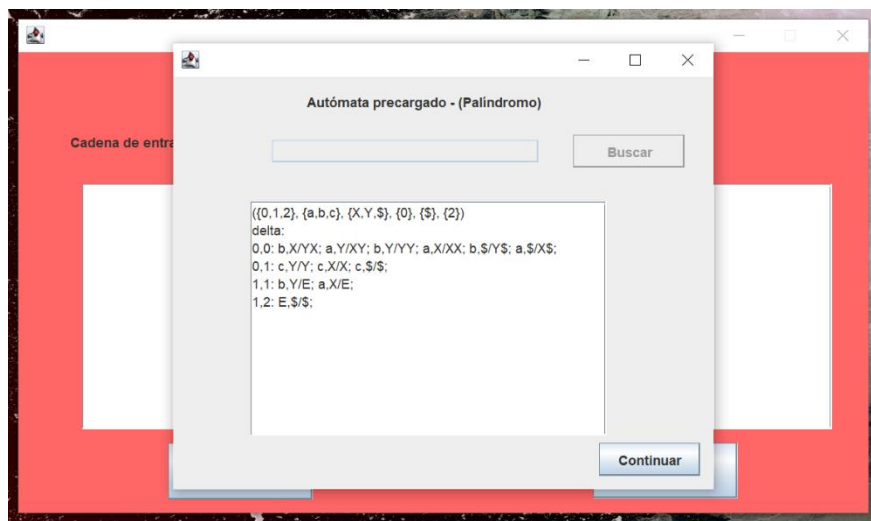 Autómata precargado - (Palíndromo)
Cadena de entra
Buscar
({0,1,2}, {a,b,c}, {X,Y,$}, {0}, {$}, {2})
delta:
0,0: b,X/YX; a,Y/XY; b,Y/YY; a,X/XX; b,$/Y$; a,$/X$;
0,1: c,Y/Y; c,X/X; c,$/$;
1,1: b,Y/E; a,X/E;
1,2: E,$/$;
Continuar